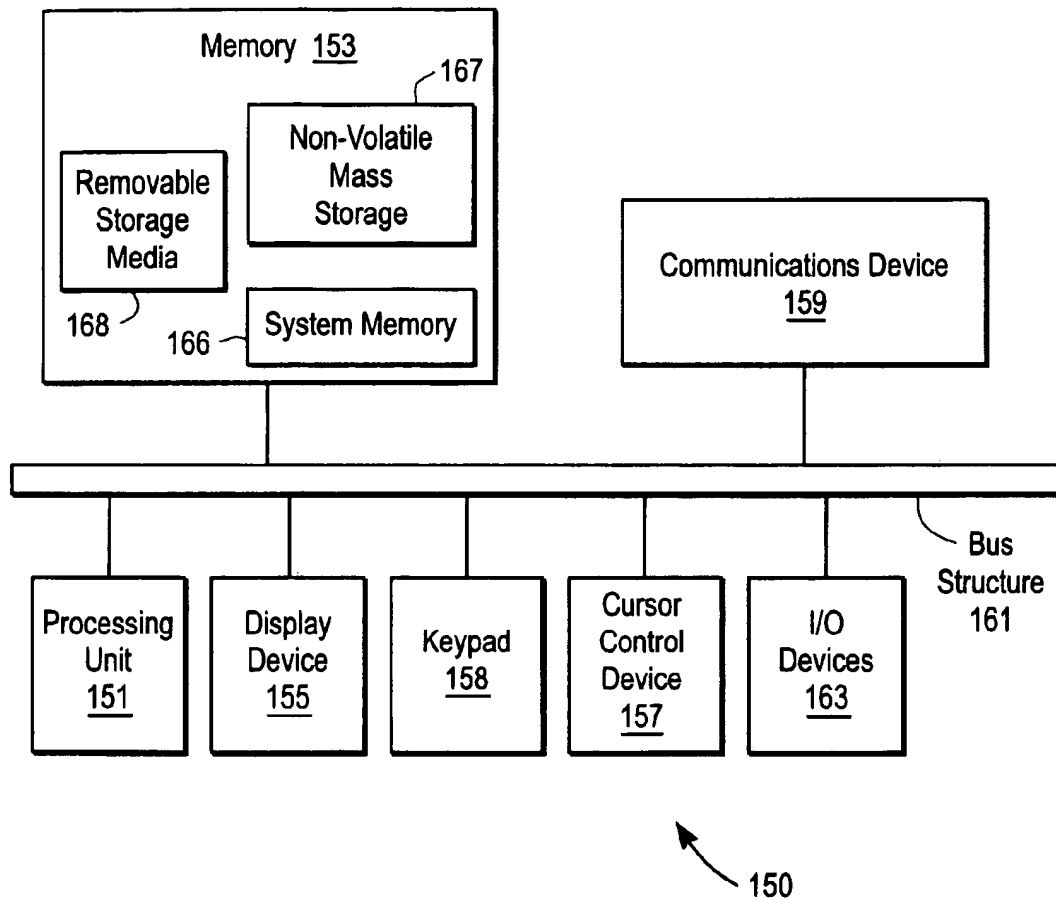 Memory 153
167
Non-Volatile
Mass
Storage
Removable
Storage
Media
168
System Memory
166
Communications Device
159
Bus
Structure
161
Processing
Unit
151
Display
Device
155
Keypad
158
Cursor
Control
Device
157
I/O
Devices
163
150